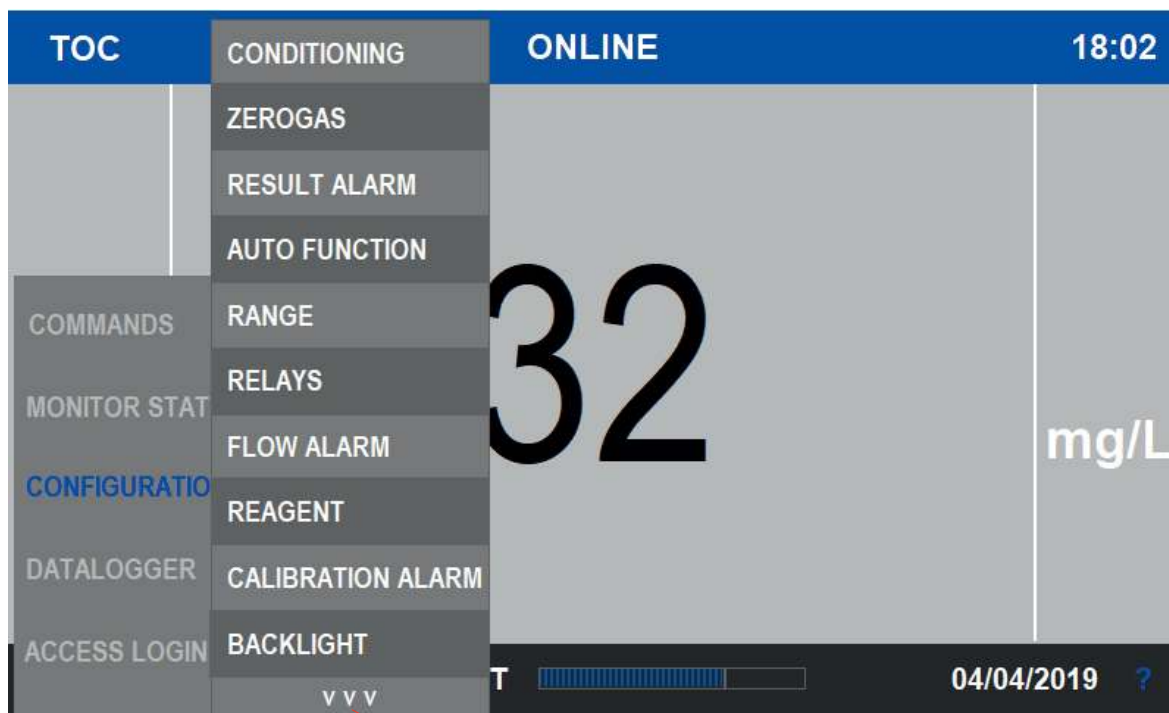 TOC
ONLINE
18:02
CONDITIONING
ZEROGAS
RESULT ALARM
AUTO FUNCTION
RANGE
RELAYS
FLOW ALARM
REAGENT
CALIBRATION ALARM
BACKLIGHT
v v v
COMMANDS
MONITOR STAT
CONFIGURATIO
DATALOGGER
ACCESS LOGIN
32
mg/L
T
04/04/2019
?